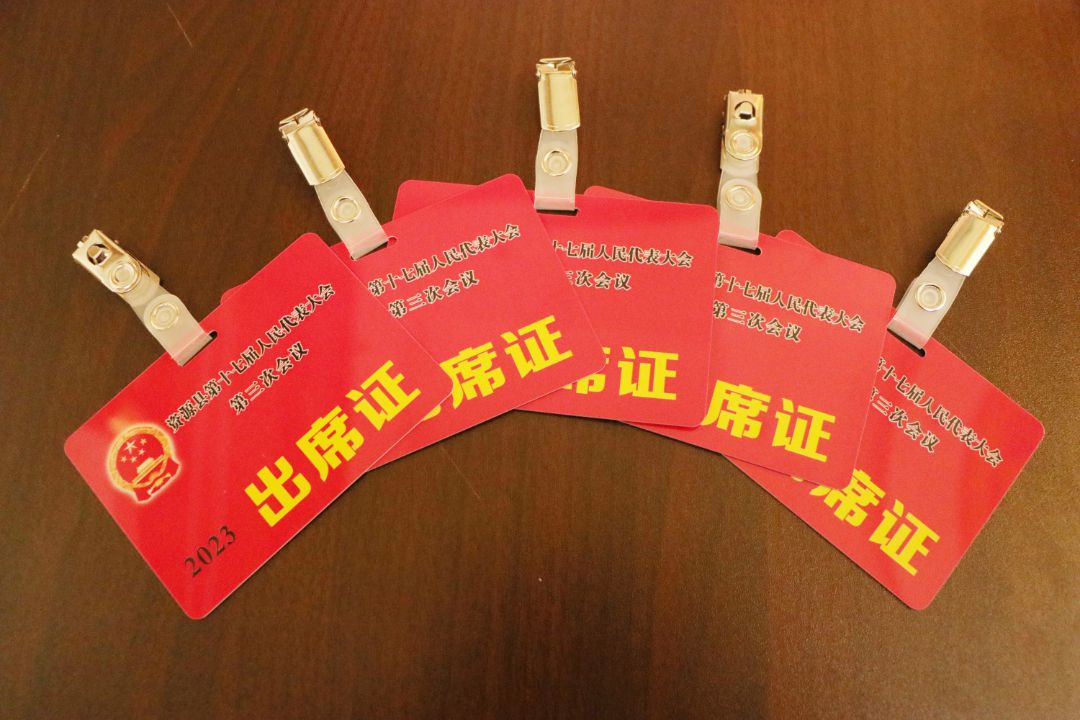 资源县第十七届人民代表大会
第三次会议
出席证
2023
第十七届人民代表大会
第三次会议
席证
第十七届人民代表大会
三次会议
席证
第十七届人民代表大会
第三次会议
席证
第十七届人民代表大会
第三次会议
席证